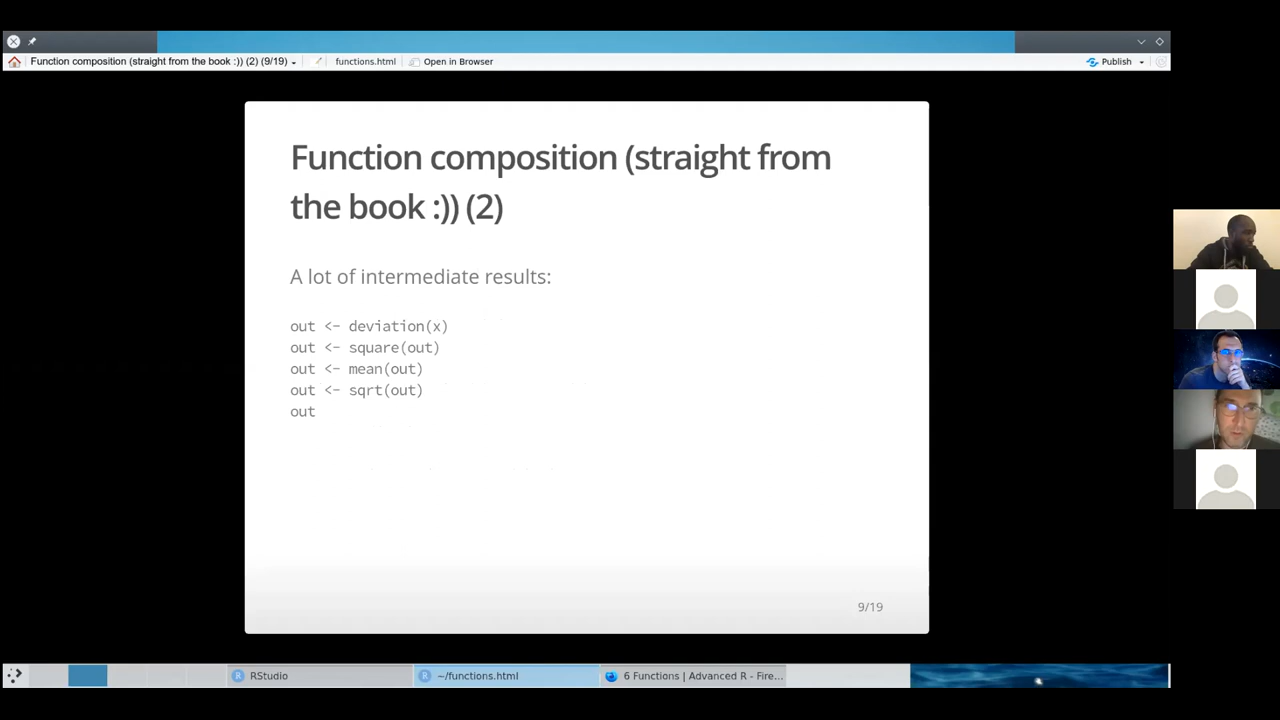 Function composition (straight from the book :)) (2) (9/19)
functions.html
Open in Browser
Publish
Function composition (straight from
the book :)) (2)
A lot of intermediate results:
out <- deviation(x)
out <- square(out)
out <- mean(out)
out <- sqrt(out)
out
9/19
RStudio
~/functions.html
6 Functions | Advanced R - Fire...